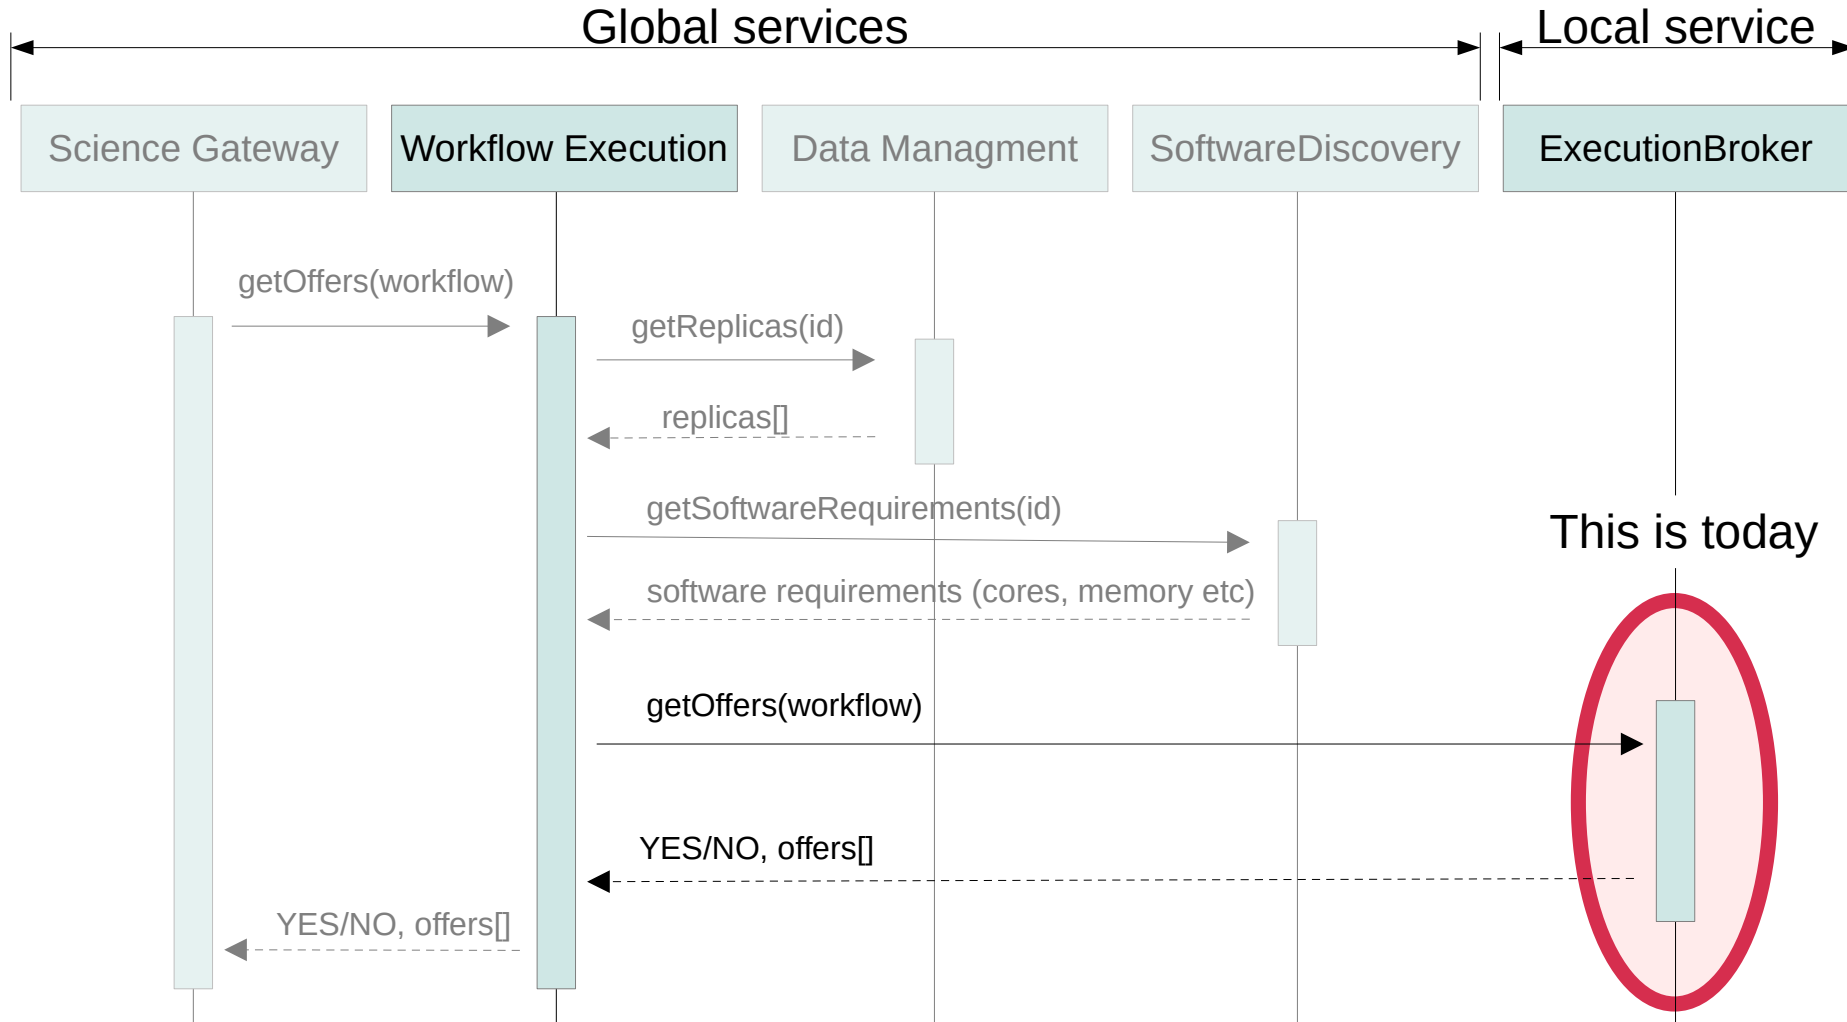 Global services
Local service
Science Gateway
Workflow Execution
Data Managment
SoftwareDiscovery
ExecutionBroker
getOffers(workflow)
getReplicas(id)
replicas[]
getSoftwareRequirements(id)
This is today
software requirements (cores, memory etc)
getOffers(workflow)
YES/NO, offers[]
YES/NO, offers[]